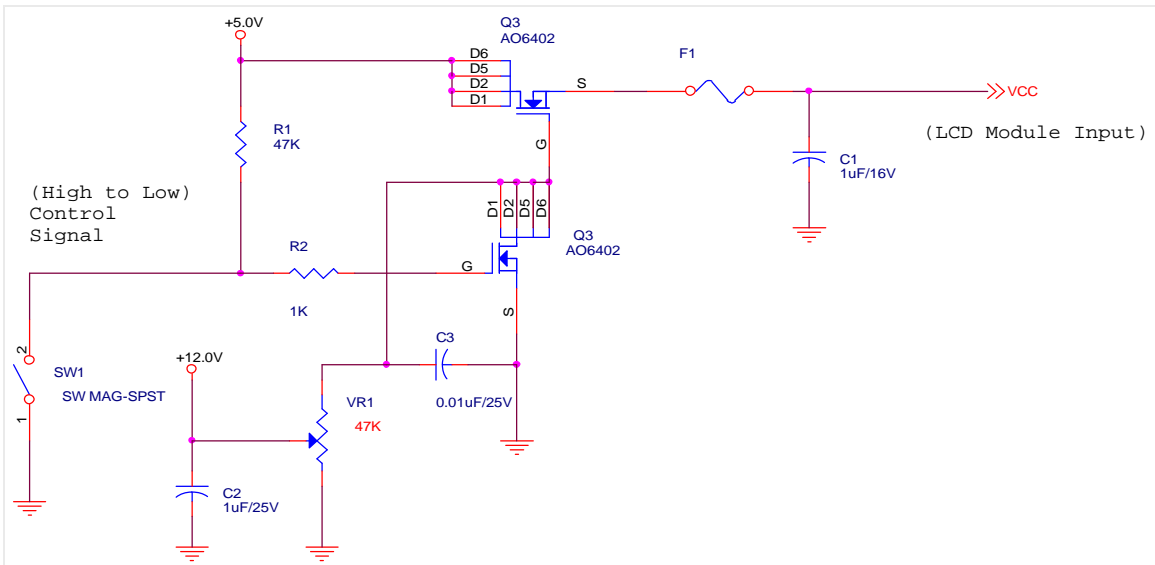 +5.0V
Q3
AO6402
F1
D6
D5
D2
D1
S
VCC
(LCD Module Input)
R1
47K
G
C1
1uF/16V
(High to Low)
Control
Signal
D1
D2
D5
D6
Q3
AO6402
R2
G
1K
S
C3
2
+12.0V
SW1
SW MAG-SPST
VR1
0.01uF/25V
1
47K
C2
1uF/25V